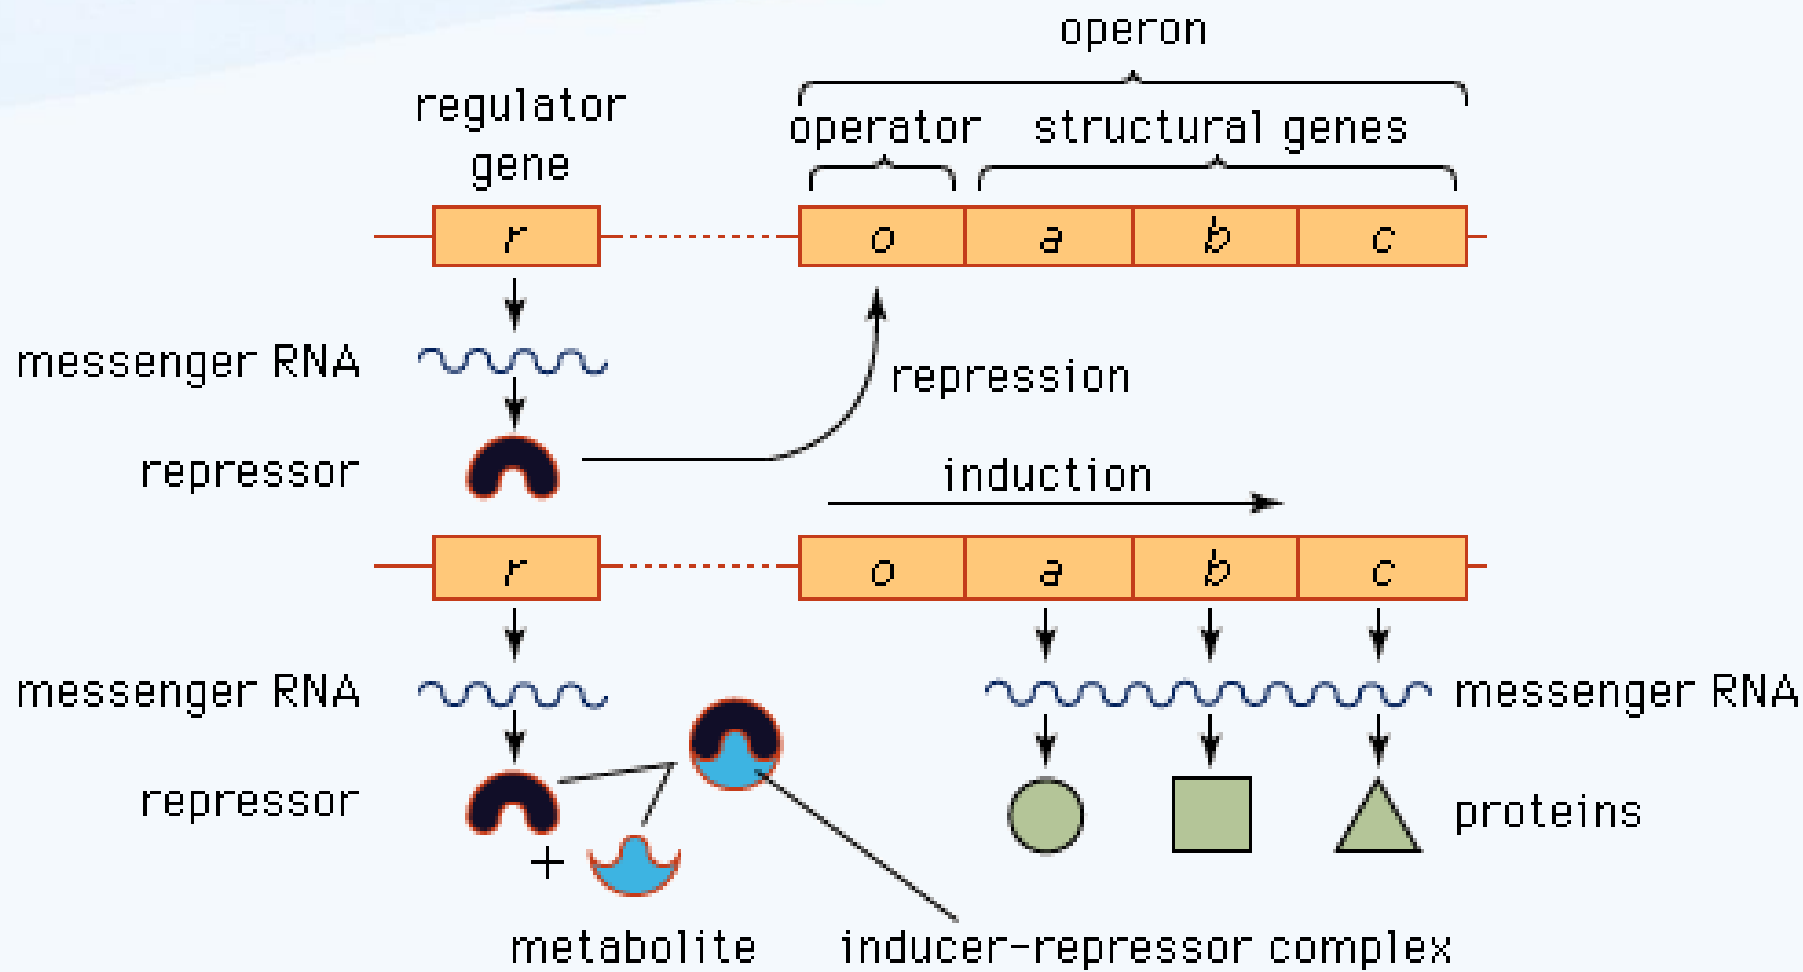 operon
regulator
gene
operator
structural genes
r
o
a
b
c
messenger RNA
repression
repressor
induction
r
o
a
b
c
messenger RNA
messenger RNA
repressor
proteins
+
metabolite
inducer-repressor complex